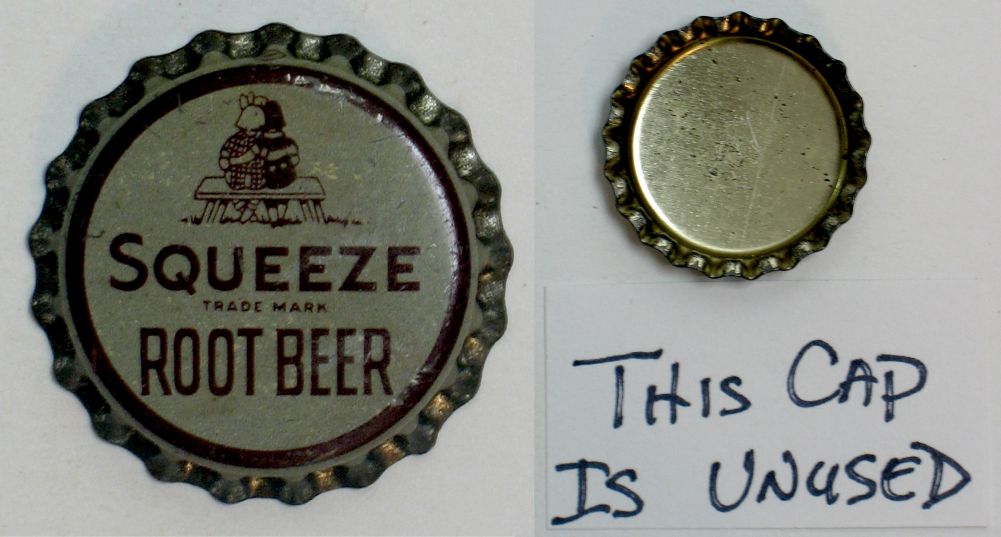 SQUEEZE
TRADE MARK
ROOT BEER
THIS CAP
IS UNUSED